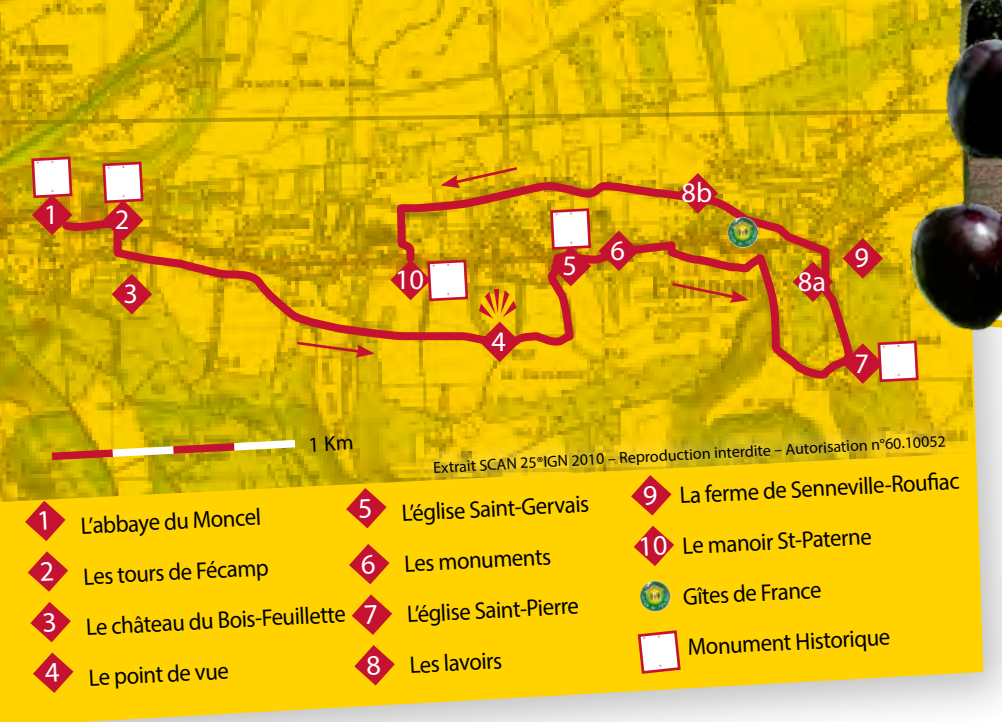 8b
1
2
5
6
9
10
8a
3
4
7
1 Km
Extrait SCAN 25®IGN 2010 – Reproduction interdite – Autorisation n°60.10052
1 L'abbaye du Moncel
2 Les tours de Fécamp
3 Le château du Bois-Feuillette
4 Le point de vue
5 L'église Saint-Gervais
6 Les monuments
7 L'église Saint-Pierre
8 Les lavoirs
9 La ferme de Senneville-Roufiac
10 Le manoir St-Paterne
Gîtes de France
Monument Historique